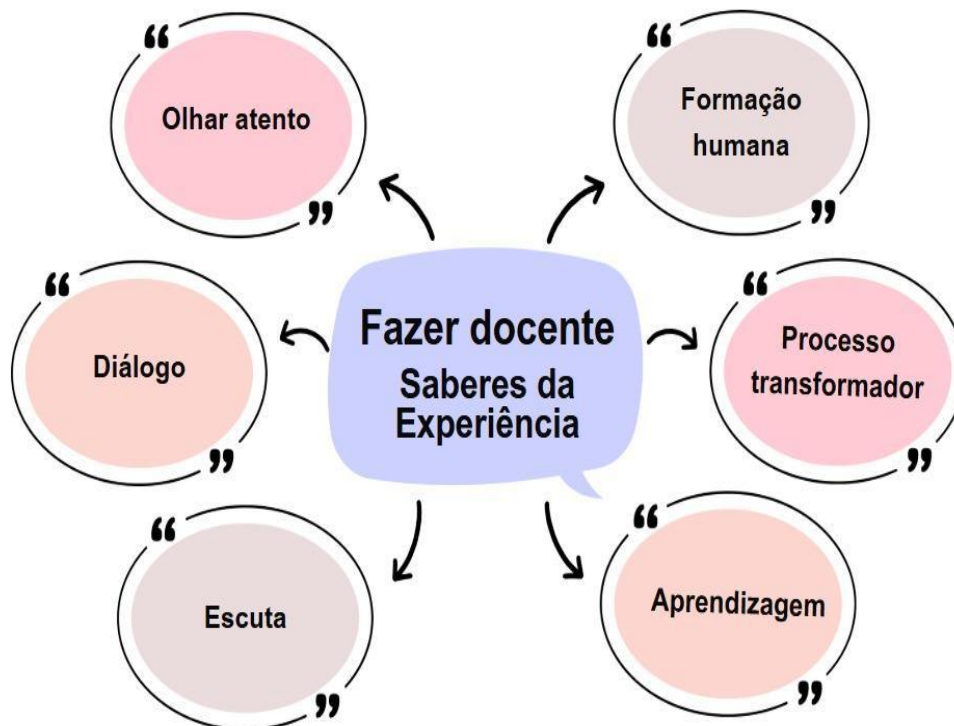 Olhar atento
Formação
humana
Fazer docente
Saberes da
Experiência
Diálogo
Processo
transformador
Escuta
Aprendizagem